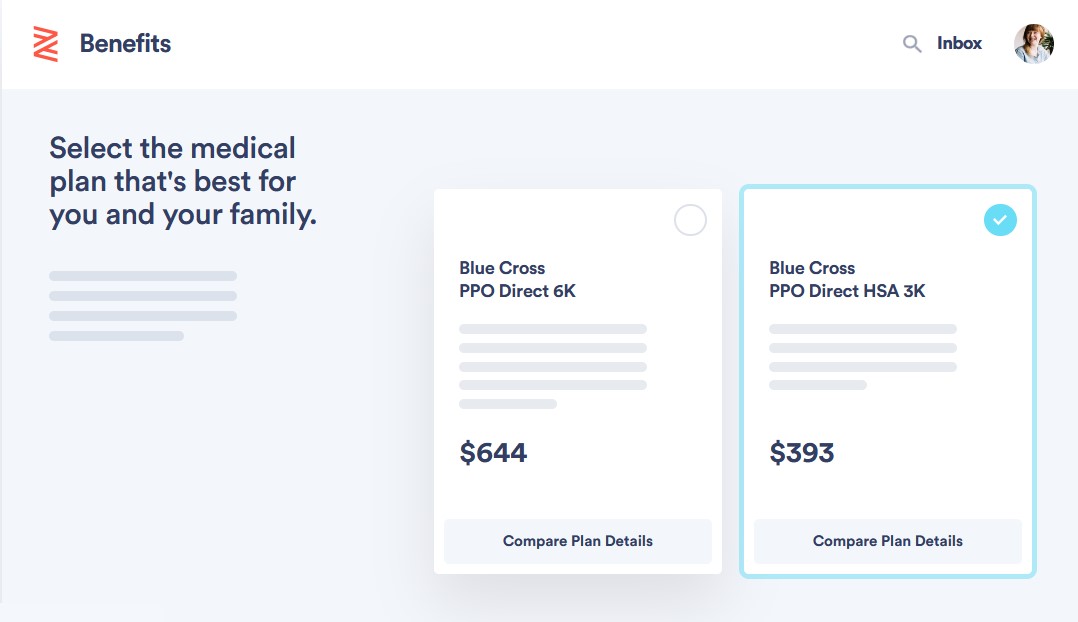 Benefits
Inbox
Select the medical
plan that's best for
you and your family.
Blue Cross
PPO Direct 6K
$644
Compare Plan Details
Blue Cross
PPO Direct HSA 3K
$393
Compare Plan Details